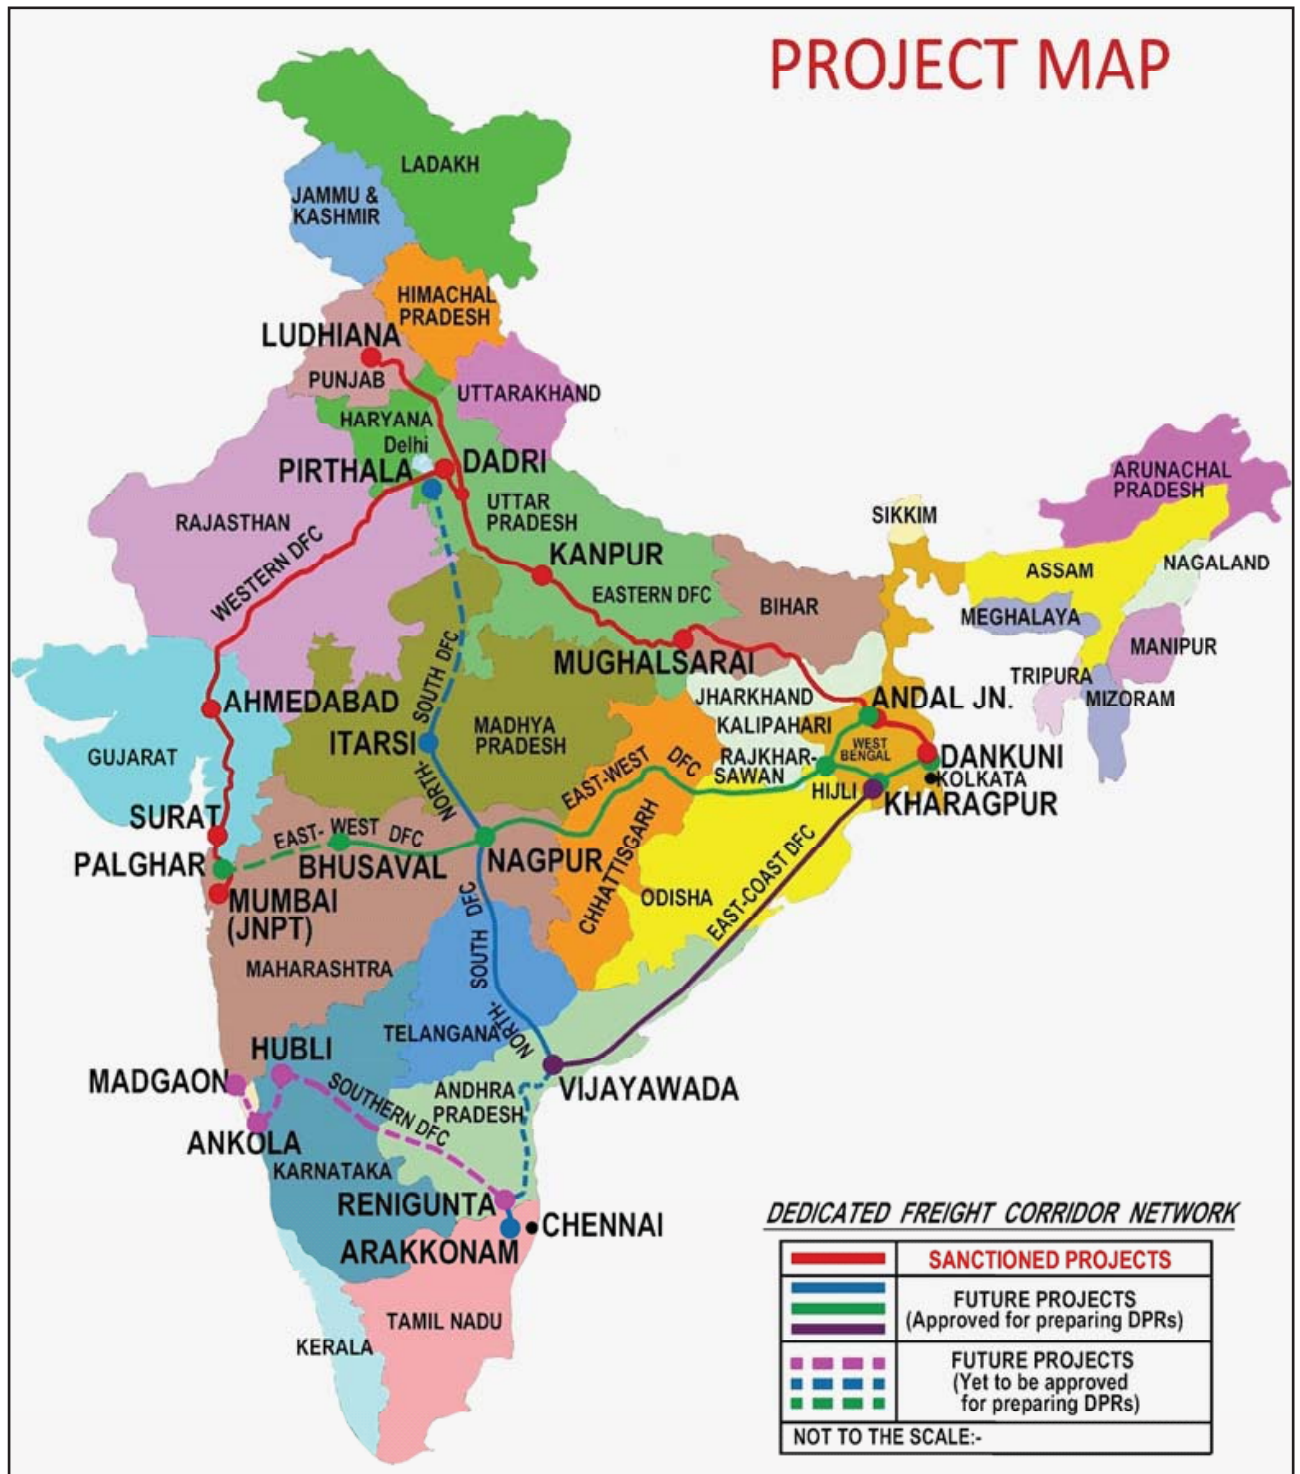 PROJECT MAP
LADAKH
JAMMU &
KASHMIR
HIMACHAL
PRADESH
LUDHIANA
PUNJAB
UTTARAKHAND
HARYANA
Delhi
PIRTHALA
DADRI
ARUNACHAL
PRADESH
RAJASTHAN
UTTAR
PRADESH
SIKKIM
WESTERN DFC
KANPUR
ASSAM
NAGALAND
EASTERN DFC
BIHAR
MEGHALAYA
MANIPUR
MUGHALSARAI
TRIPURA
MIZORAM
JHARKHAND
ANDAL JN.
AHMEDABAD
NORTH- SOUTH DFC
KALIPAHARI
ITARSI
MADHYA
PRADESH
WEST
BENGAL
GUJARAT
RAJKHAR-
SAWAN
DANKUNI
KOLKATA
EAST-WEST DFC
HIJLI
KHARAGPUR
SURAT
EAST- WEST DFC
PALGHAR
BHUSAVAL
NAGPUR
CHHATTISGARH
MUMBAI
(JNPT)
ODISHA
EAST-COAST DFC
MAHARASHTRA
NORTH- SOUTH DFC
TELANGANA
HUBLI
MADGAON
SOUTHERN DFC
ANDHRA
PRADESH
VIJAYAWADA
ANKOLA
KARNATAKA
RENIGUNTA
CHENNAI
ARAKKONAM
TAMIL NADU
KERALA
DEDICATED FREIGHT CORRIDOR NETWORK
SANCTIONED PROJECTS
FUTURE PROJECTS
(Approved for preparing DPRs)
FUTURE PROJECTS
(Yet to be approved
for preparing DPRs)
NOT TO THE SCALE:-